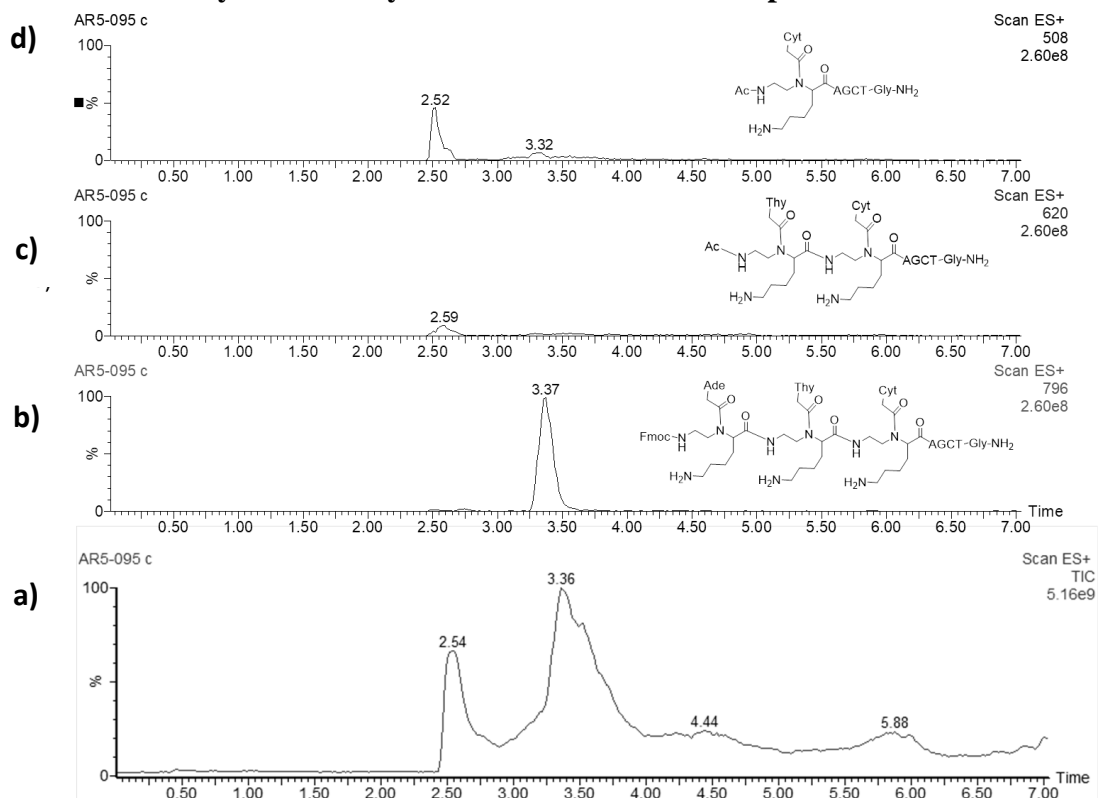 d)
AR5-095 c
Scan ES+
508
2.60e8
100
%
0
2.52
3.32
Cyt
O
O
Ac
N
H
N
AGCT-Gly-NH2
H2N
0.50 1.00 1.50 2.00 2.50 3.00 3.50 4.00 4.50 5.00 5.50 6.00 6.50 7.00
c)
,
AR5-095 c
Scan ES+
620
2.60e8
100
%
0
2.59
Thy
Cyt
O
O
O
O
Ac
N
H
N
N
H
N
AGCT-Gly-NH2
H2N
H2N
0.50 1.00 1.50 2.00 2.50 3.00 3.50 4.00 4.50 5.00 5.50 6.00 6.50 7.00
b)
AR5-095 c
Scan ES+
796
2.60e8
100
%
0
3.37
Ade
Thy
Cyt
O
O
O
O
O
O
Fmoc
N
H
N
N
H
N
N
H
N
AGCT-Gly-NH2
H2N
H2N
H2N
Time
0.50 1.00 1.50 2.00 2.50 3.00 3.50 4.00 4.50 5.00 5.50 6.00 6.50 7.00
a)
AR5-095 c
Scan ES+
TIC
5.16e9
100
%
0
2.54
3.36
4.44
5.88
Time
0.50 1.00 1.50 2.00 2.50 3.00 3.50 4.00 4.50 5.00 5.50 6.00 6.50 7.00